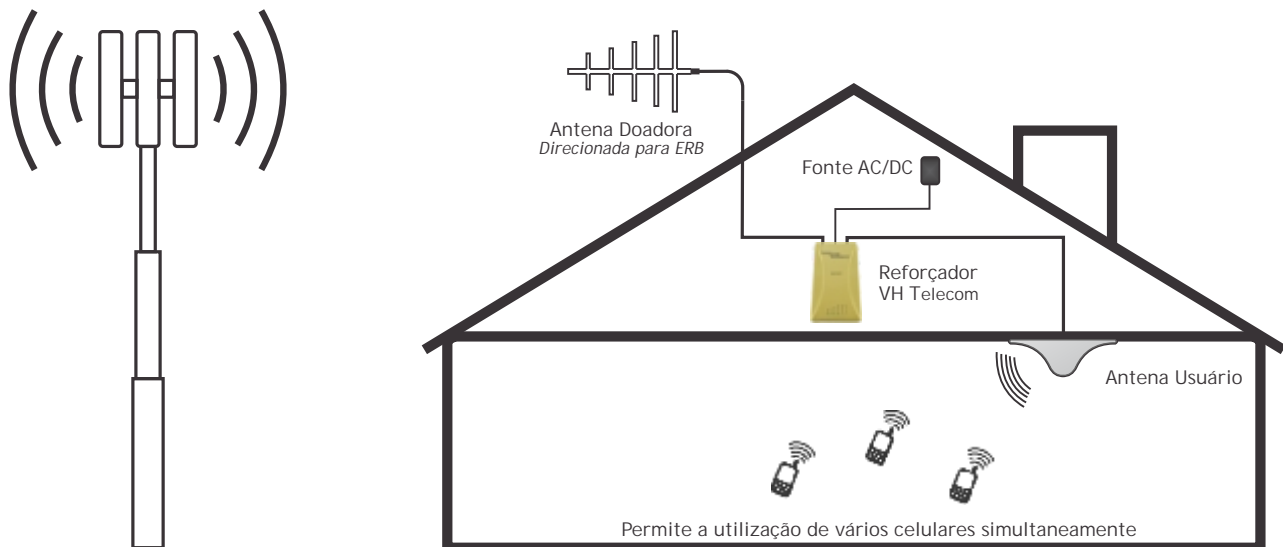 Antena Doadora
Direcionada para ERB
Fonte AC/DC
Reforçador
VH Telecom
Antena Usuário
Permite a utilização de vários celulares simultaneamente